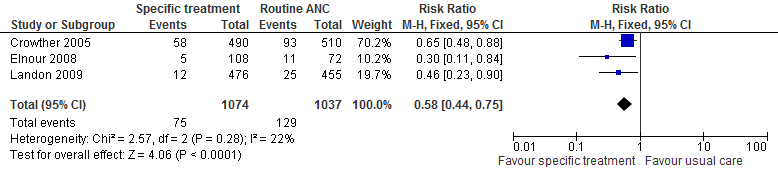 Specific treatment Routine ANC Risk Ratio Risk Ratio
Study or Subgroup Events Total Events Total Weight M-H, Fixed, 95% CI M-H, Fixed, 95% CI
Crowther 2005 58 490 93 510 70.2% 0.65 [0.48, 0.88]
Elnour 2008 5 108 11 72 10.2% 0.30 [0.11, 0.84]
Landon 2009 12 476 25 455 19.7% 0.46 [0.23, 0.90]
Total (95% CI) 1074 1037 100.0% 0.58 [0.44, 0.75]
Total events 75 129
Heterogeneity: Chi² = 2.57, df = 2 (P = 0.28); I² = 22%
Test for overall effect: Z = 4.06 (P < 0.0001)
0.01 0.1 1 10 100
Favour specific treatment Favour usual care